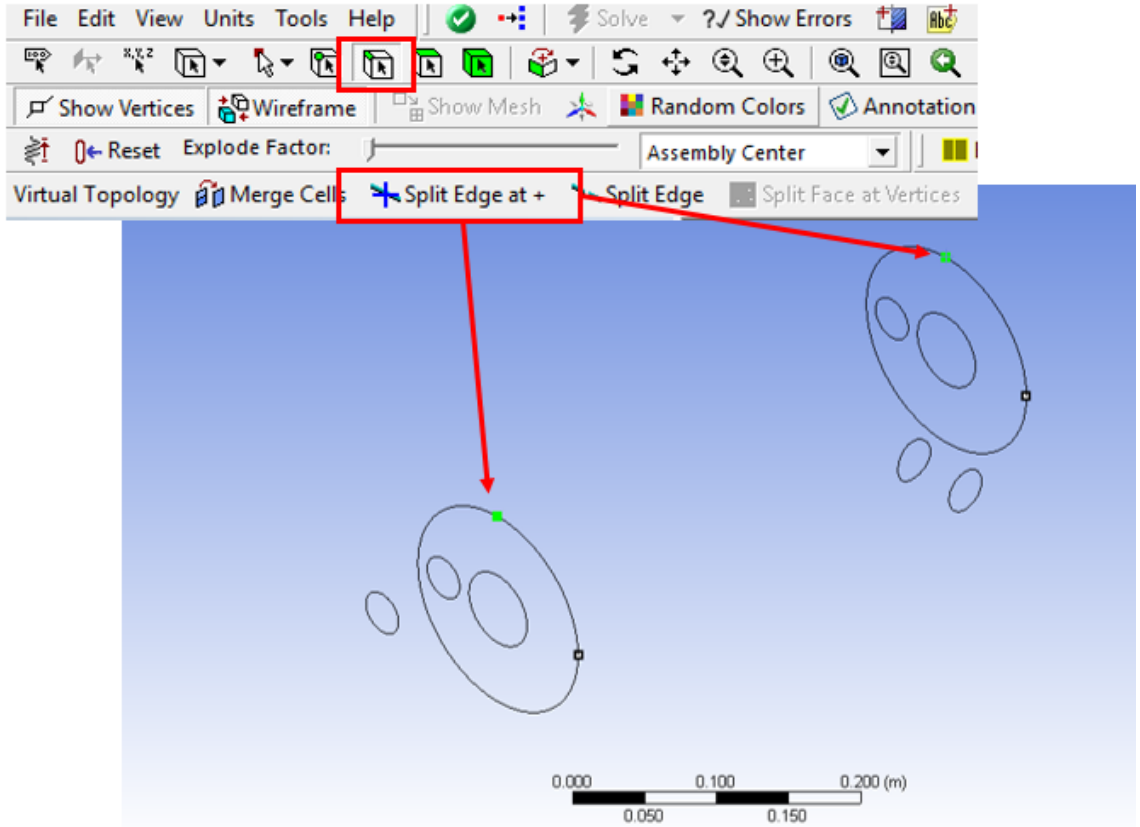 File Edit View Units Tools Help Solve ?/ Show Errors Abc
X,Y,Z
Show Vertices Wireframe Show Mesh Random Colors Annotation
Reset Explode Factor: Assembly Center
Virtual Topology Merge Cells Split Edge at + Split Edge Split Face at Vertices
0.000 0.100 0.200 (m)
0.050 0.150